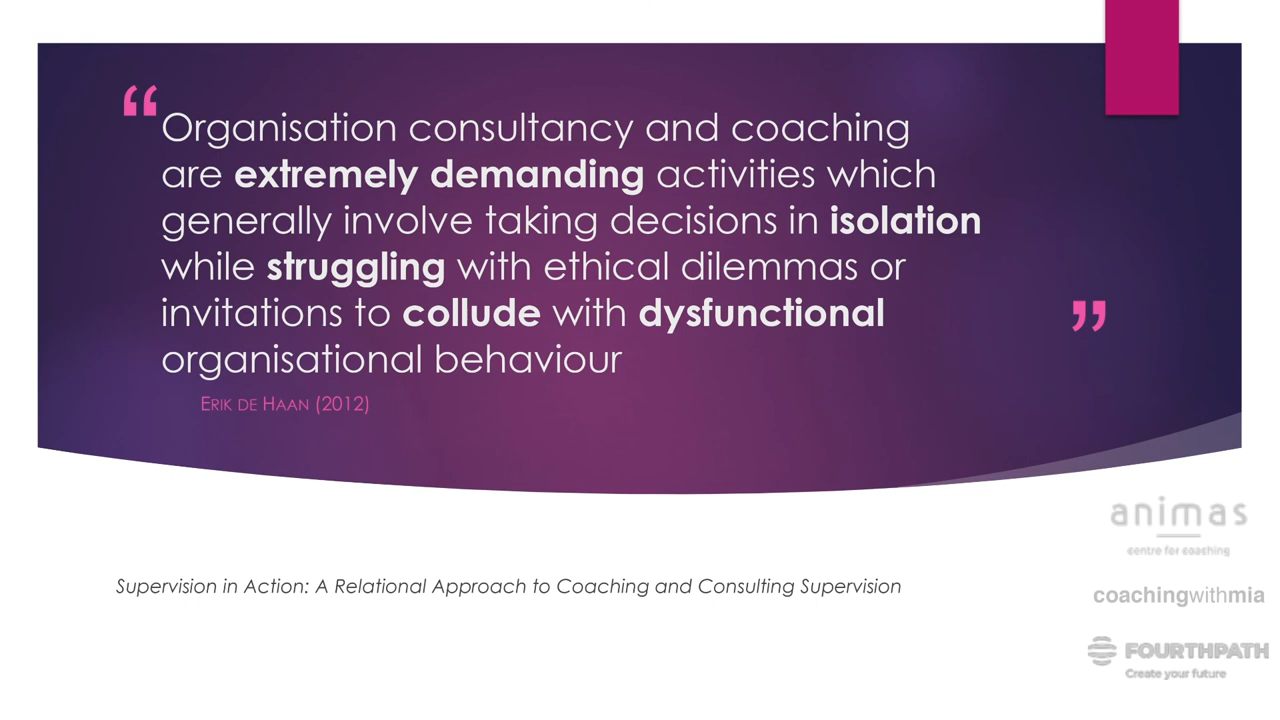 “Organisation consultancy and coaching
are extremely demanding activities which
generally involve taking decisions in isolation
while struggling with ethical dilemmas or
invitations to collude with dysfunctional
organisational behaviour”
Erik de Haan (2012)
Supervision in Action: A Relational Approach to Coaching and Consulting Supervision
animas
centre for coaching
coachingwithmia
FOURTHPATH
Create your future